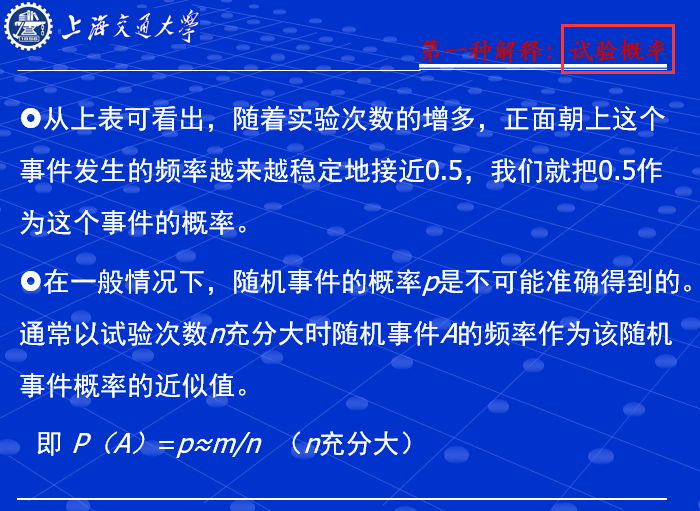 上海交通大学
第一种解释：试验概率
从上表可看出，随着实验次数的增多，正面朝上这个
事件发生的频率越来越稳定地接近0.5，我们就把0.5作
为这个事件的概率。
在一般情况下，随机事件的概率p是不可能准确得到的。
通常以试验次数n充分大时随机事件A的频率作为该随机
事件概率的近似值。
即 P（A）=p≈m/n （n充分大）